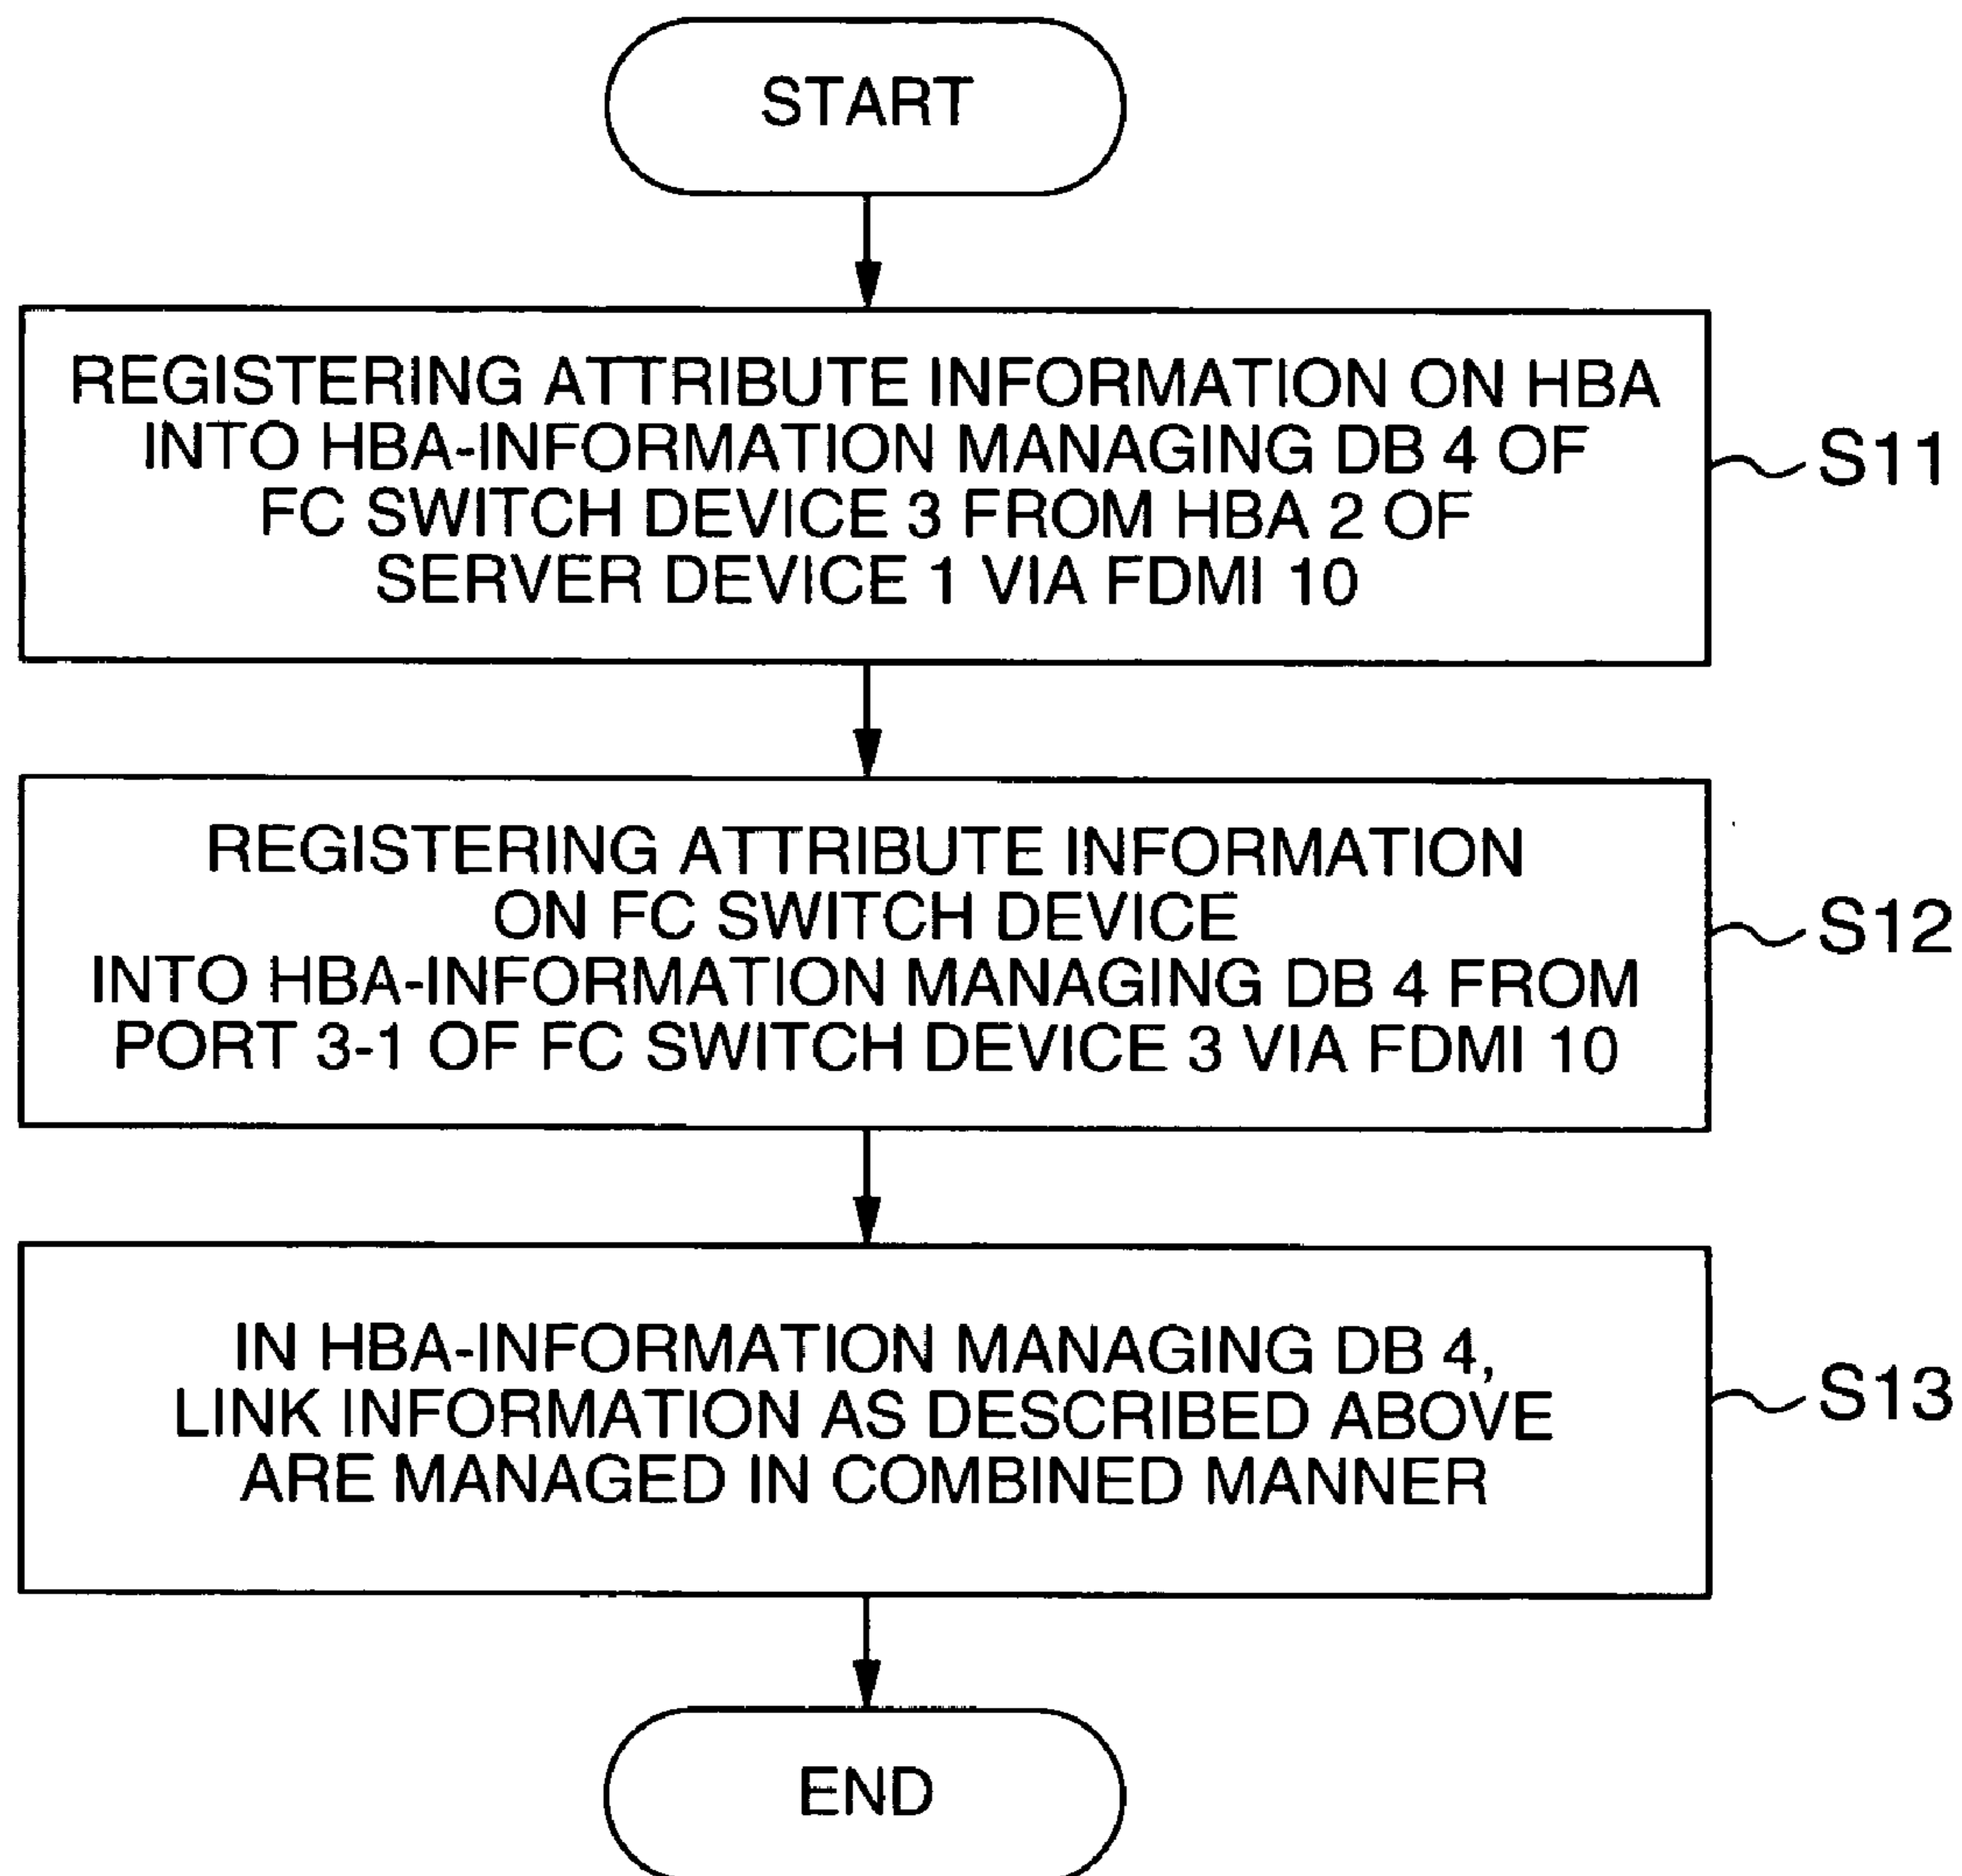 START
REGISTERING ATTRIBUTE INFORMATION ON HBA
INTO HBA-INFORMATION MANAGING DB 4 OF
FC SWITCH DEVICE 3 FROM HBA 2 OF
SERVER DEVICE 1 VIA FDMI 10
S11
REGISTERING ATTRIBUTE INFORMATION
ON FC SWITCH DEVICE
INTO HBA-INFORMATION MANAGING DB 4 FROM
PORT 3-1 OF FC SWITCH DEVICE 3 VIA FDMI 10
S12
IN HBA-INFORMATION MANAGING DB 4,
LINK INFORMATION AS DESCRIBED ABOVE
ARE MANAGED IN COMBINED MANNER
S13
END